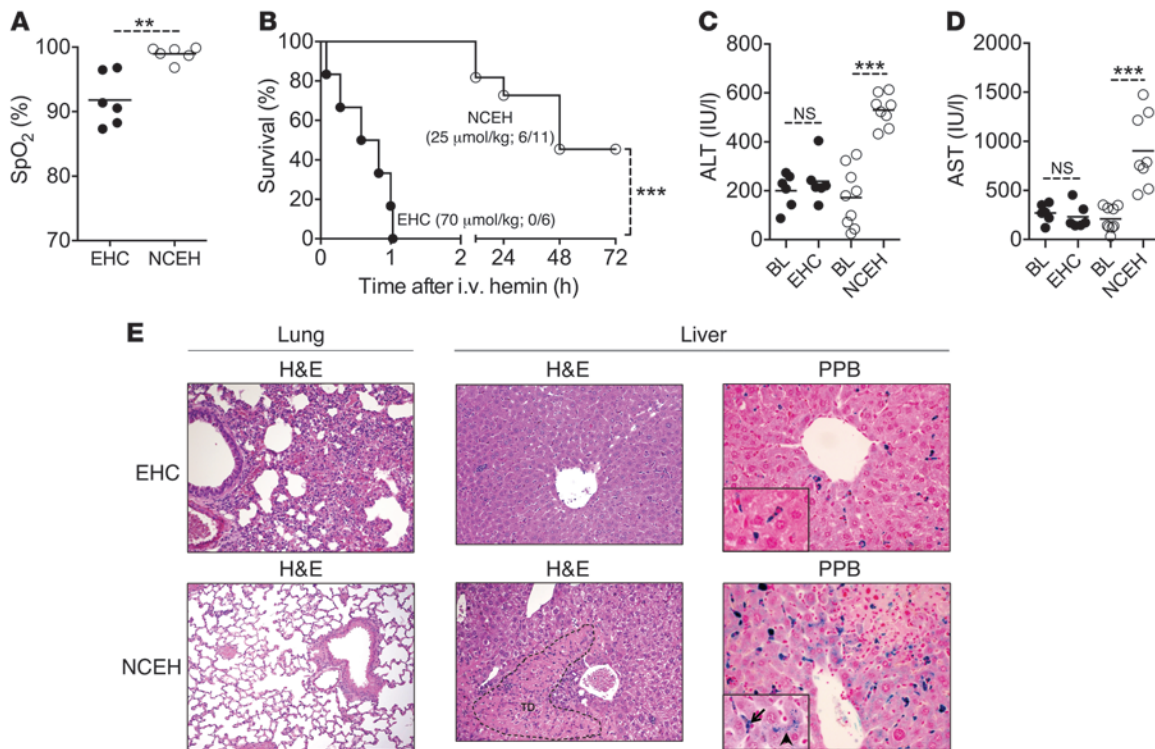 A
**
100
90
80
70
SpO2 (%)
EHC NCEH
B
100
80
60
40
20
0
Survival (%)
NCEH
(25 μmol/kg; 6/11)
EHC (70 μmol/kg; 0/6)
***
0 1 2 24 48 72
Time after i.v. hemin (h)
C
800
600
400
200
0
ALT (IU/l)
NS
***
BL EHC BL NCEH
D
2000
1500
1000
500
0
AST (IU/l)
NS
***
BL EHC BL NCEH
E
Lung Liver
H&E H&E PPB
EHC
H&E H&E PPB
NCEH
TD